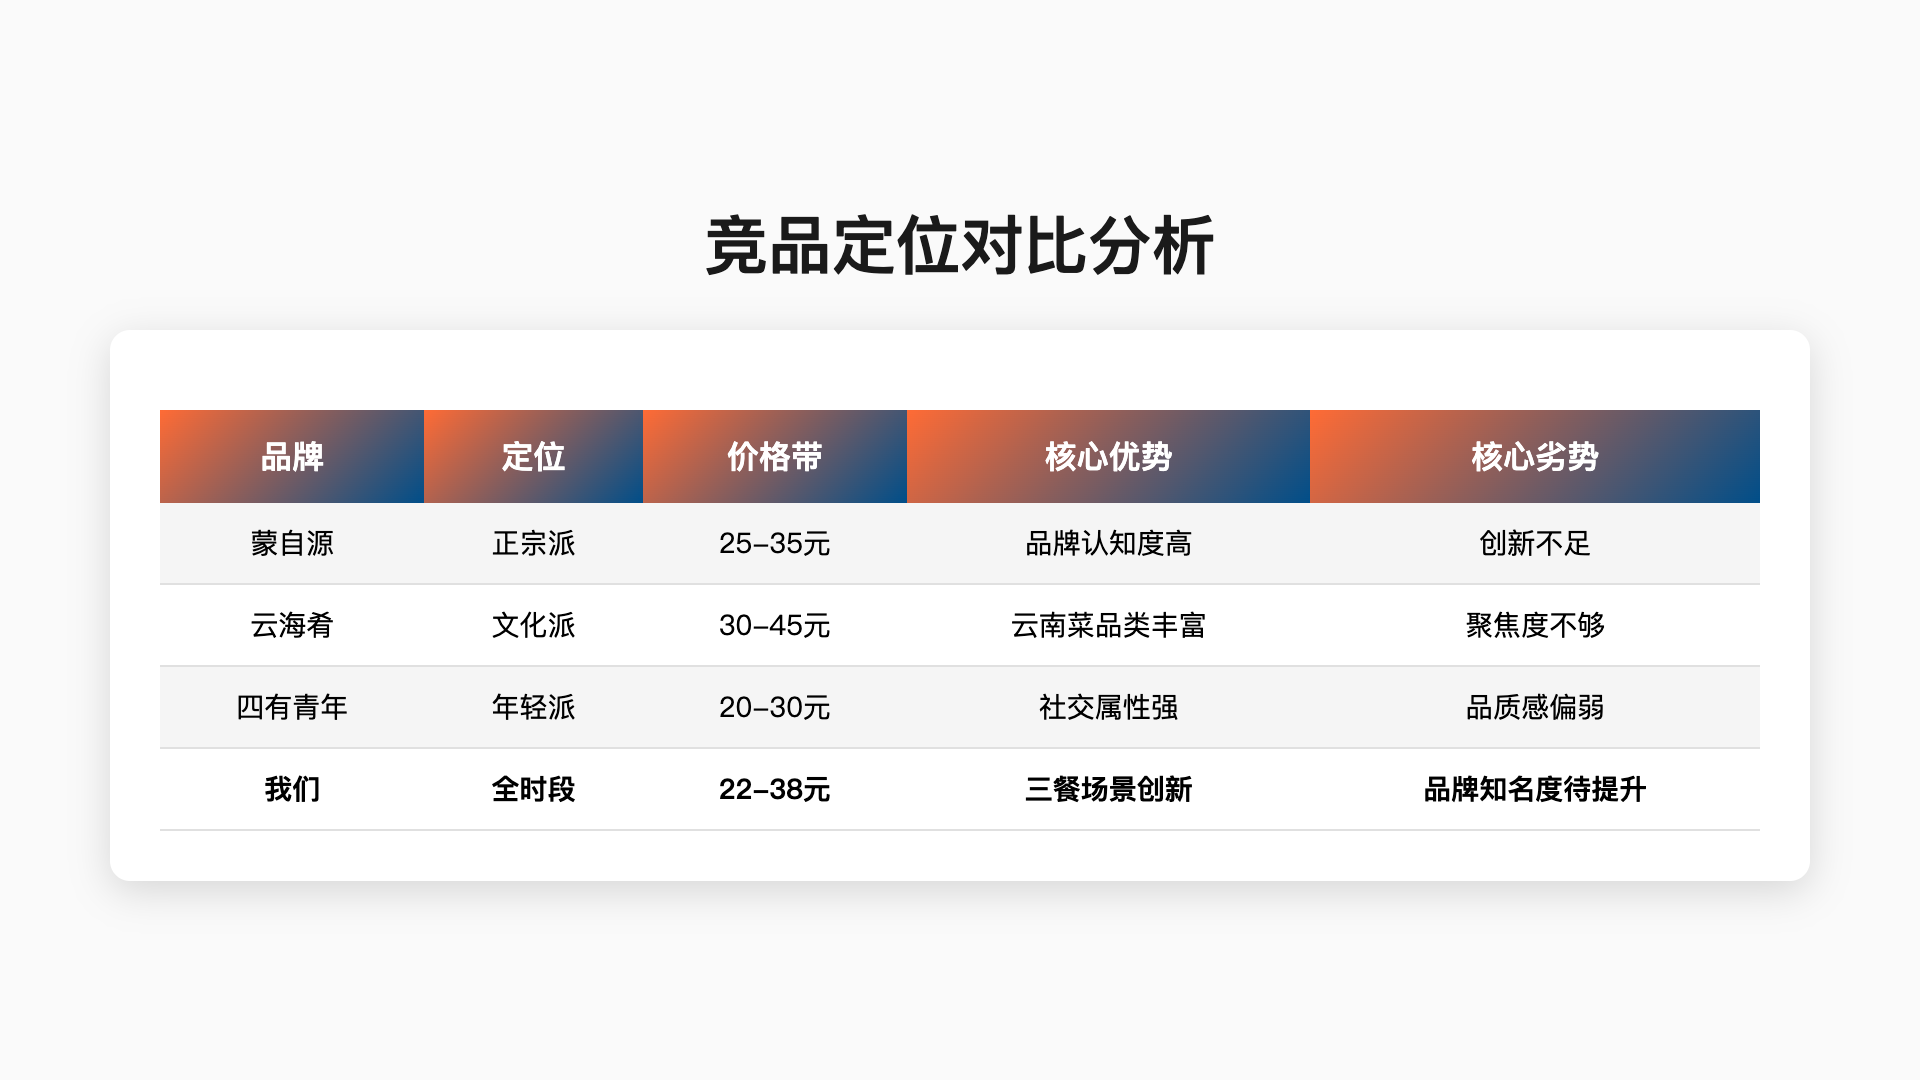 竞品定位对比分析
品牌 定位 价格带 核心优势 核心劣势
蒙自源 正宗派 25–35元 品牌认知度高 创新不足
云海肴 文化派 30–45元 云南菜品类丰富 聚焦度不够
四有青年 年轻派 20–30元 社交属性强 品质感偏弱
我们 全时段 22–38元 三餐场景创新 品牌知名度待提升